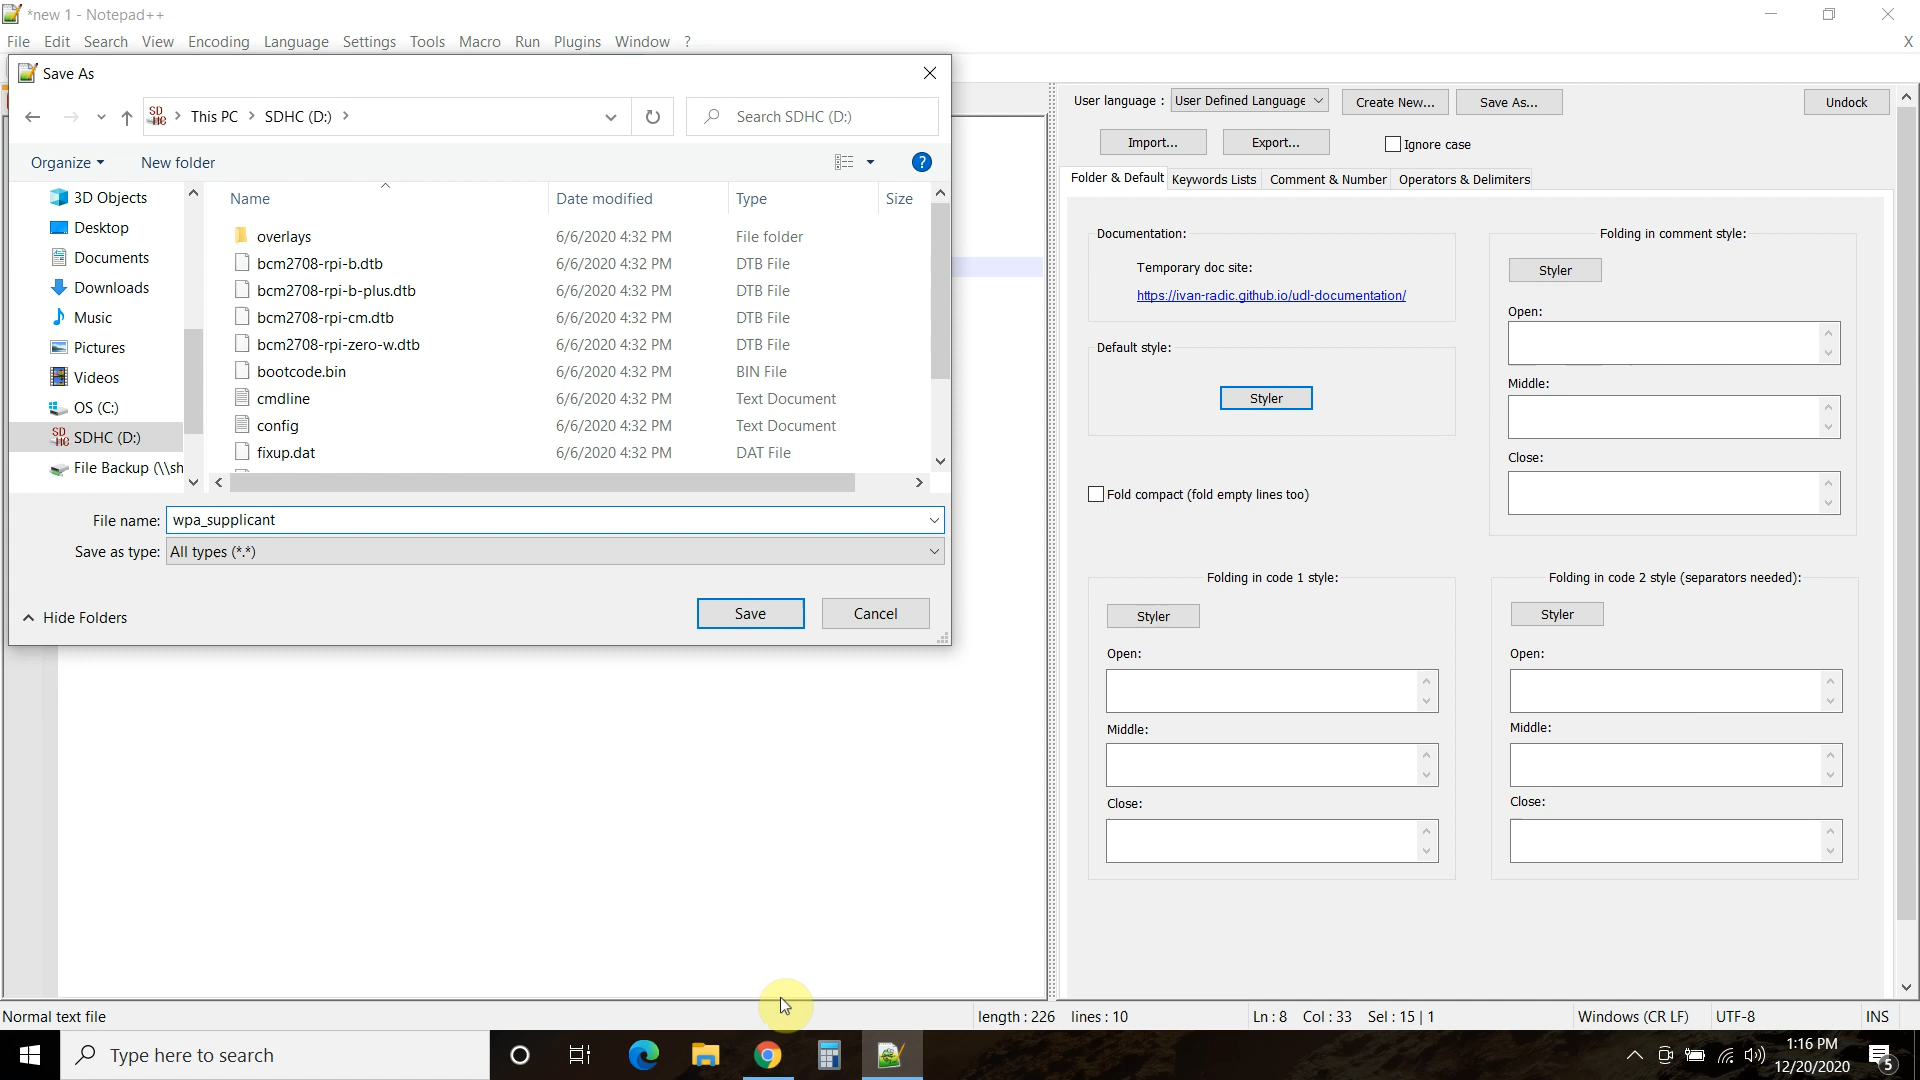 *new 1 - Notepad++
File Edit Search View Encoding Language Settings Tools Macro Run Plugins Window ? X
Save As
This PC > SDHC (D:) >
Search SDHC (D:)
Organize
New folder
3D Objects
Desktop
Documents
Downloads
Music
Pictures
Videos
OS (C:)
SDHC (D:)
File Backup (\\sh
Name Date modified Type Size
overlays 6/6/2020 4:32 PM File folder
bcm2708-rpi-b.dtb 6/6/2020 4:32 PM DTB File
bcm2708-rpi-b-plus.dtb 6/6/2020 4:32 PM DTB File
bcm2708-rpi-cm.dtb 6/6/2020 4:32 PM DTB File
bcm2708-rpi-zero-w.dtb 6/6/2020 4:32 PM DTB File
bootcode.bin 6/6/2020 4:32 PM BIN File
cmdline 6/6/2020 4:32 PM Text Document
config 6/6/2020 4:32 PM Text Document
fixup.dat 6/6/2020 4:32 PM DAT File
File name: wpa_supplicant
Save as type: All types (*.*)
Hide Folders
Save Cancel
User language : User Defined Language Create New... Save As... Undock
Import... Export... Ignore case
Folder & Default Keywords Lists Comment & Number Operators & Delimiters
Documentation:
Temporary doc site:
https://ivan-radic.github.io/udl-documentation/
Default style:
Styler
Fold compact (fold empty lines too)
Folding in comment style:
Styler
Open:
Middle:
Close:
Folding in code 1 style:
Styler
Open:
Middle:
Close:
Folding in code 2 style (separators needed):
Styler
Open:
Middle:
Close:
Normal text file length : 226 lines : 10 Ln : 8 Col : 33 Sel : 15 | 1 Windows (CR LF) UTF-8 INS
Type here to search
1:16 PM
12/20/2020
5